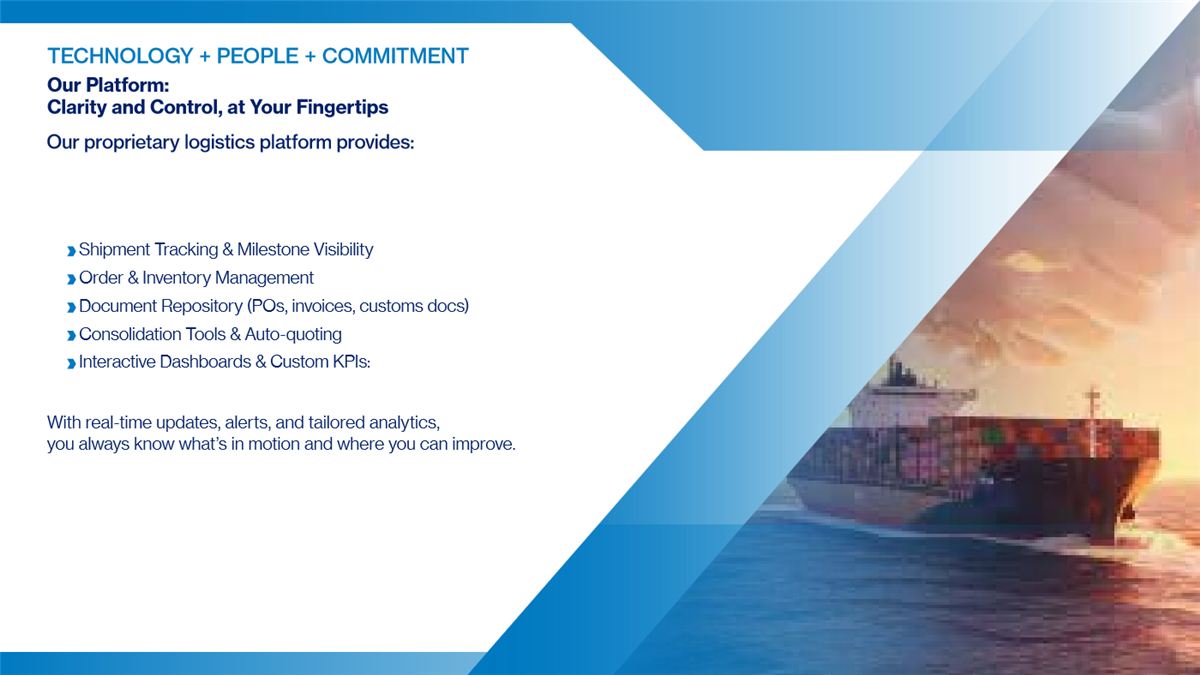 TECHNOLOGY + PEOPLE + COMMITMENT
Our Platform:
Clarity and Control, at Your Fingertips
Our proprietary logistics platform provides:
Shipment Tracking & Milestone Visibility
Order & Inventory Management
Document Repository (POs, invoices, customs docs)
Consolidation Tools & Auto-quoting
Interactive Dashboards & Custom KPIs:
With real-time updates, alerts, and tailored analytics,
you always know what's in motion and where you can improve.